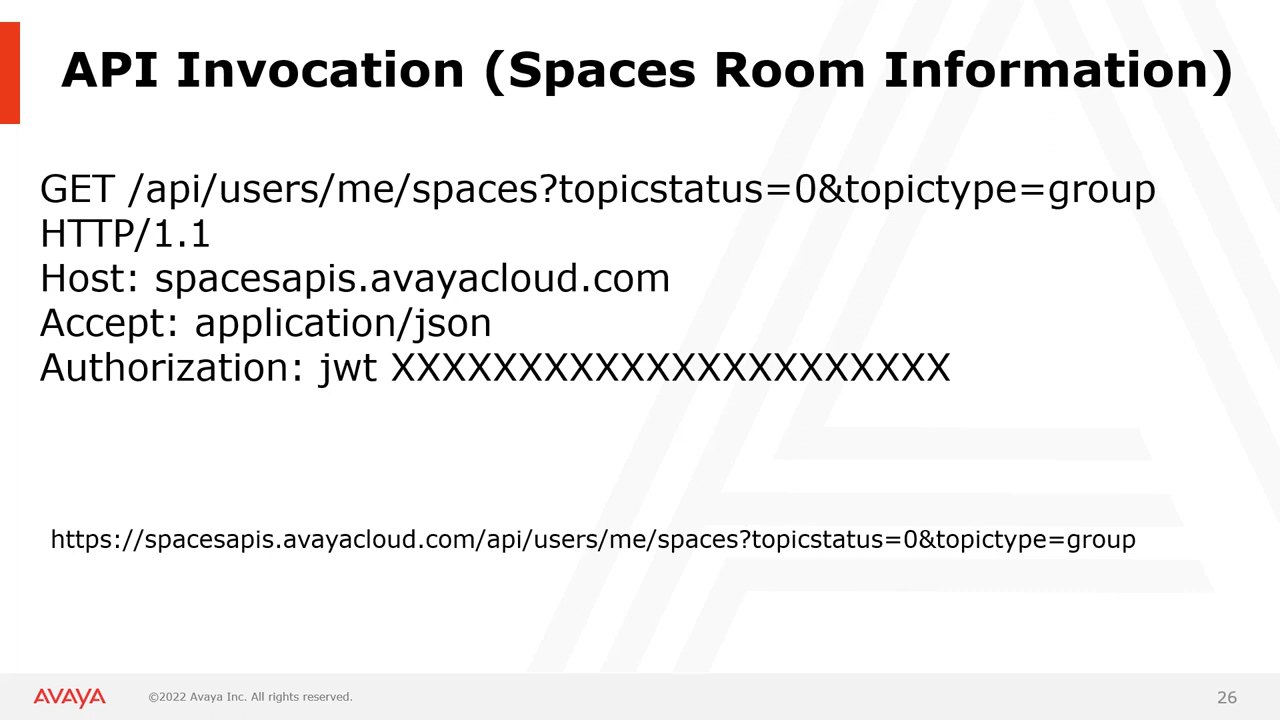 API Invocation (Spaces Room Information)
GET /api/users/me/spaces?topicstatus=0&topictype=group
HTTP/1.1
Host: spacesapis.avayacloud.com
Accept: application/json
Authorization: jwt XXXXXXXXXXXXXXXXXXXXXX
https://spacesapis.avayacloud.com/api/users/me/spaces?topicstatus=0&topictype=group
AVAYA
©2022 Avaya Inc. All rights reserved.
26